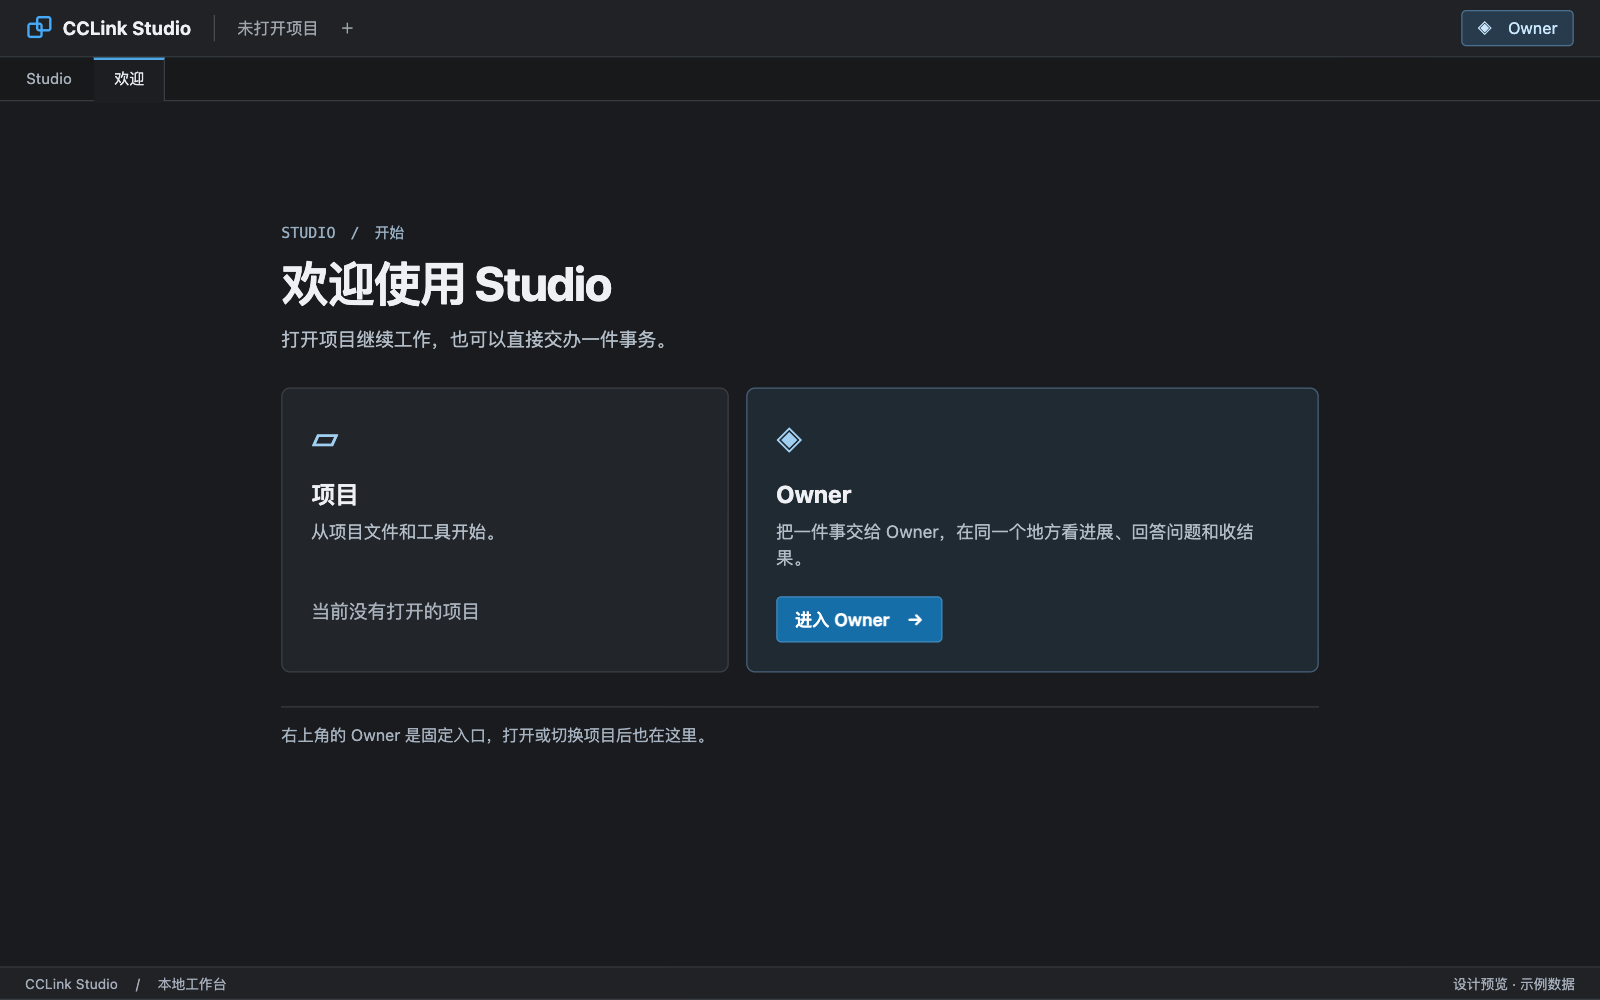 CCLink Studio
未打开项目 +
Owner
Studio
欢迎
STUDIO / 开始
欢迎使用 Studio
打开项目继续工作，也可以直接交办一件事务。
项目
从项目文件和工具开始。
当前没有打开的项目
Owner
把一件事交给 Owner，在同一个地方看进展、回答问题和收结
果。
进入 Owner →
右上角的 Owner 是固定入口，打开或切换项目后也在这里。
CCLink Studio / 本地工作台
设计预览 · 示例数据